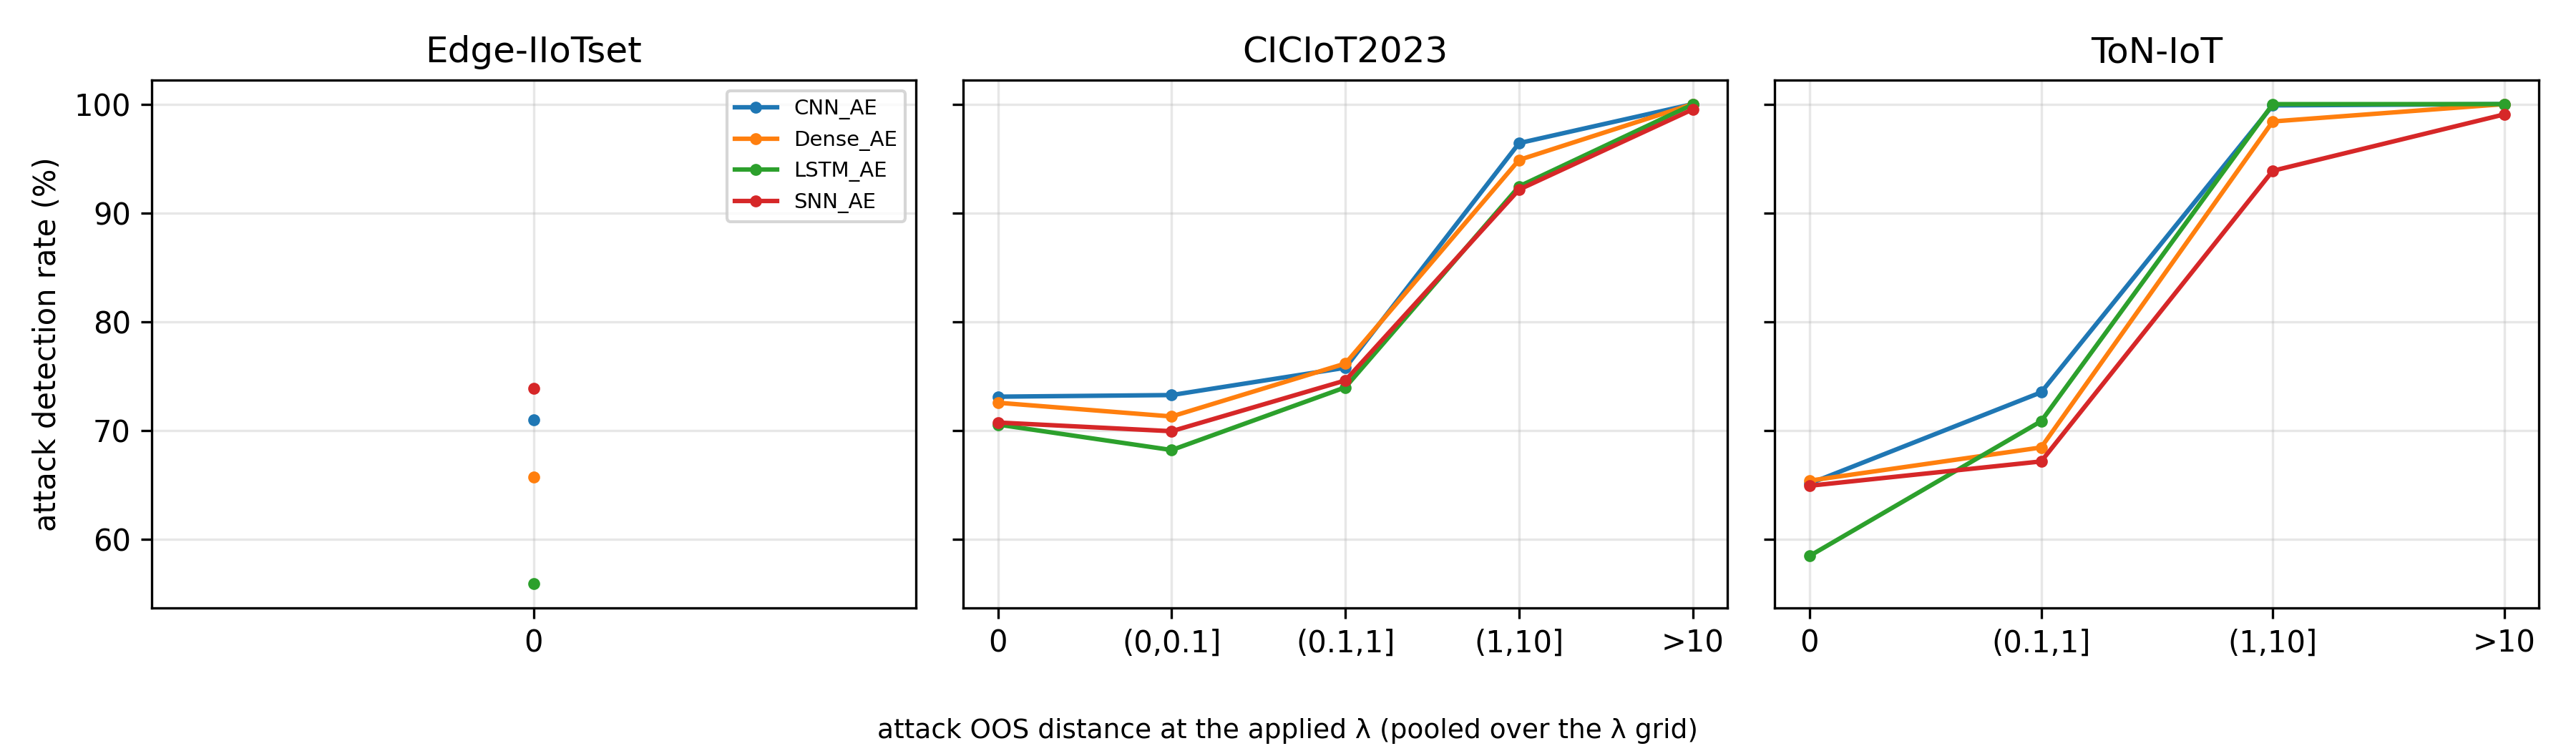 Edge-IIoTset
CICIoT2023
ToN-IoT
attack detection rate (%)
100
90
80
70
60
CNN_AE
Dense_AE
LSTM_AE
SNN_AE
0
0 (0,0.1] (0.1,1] (1,10] >10
0 (0.1,1] (1,10] >10
attack OOS distance at the applied λ (pooled over the λ grid)